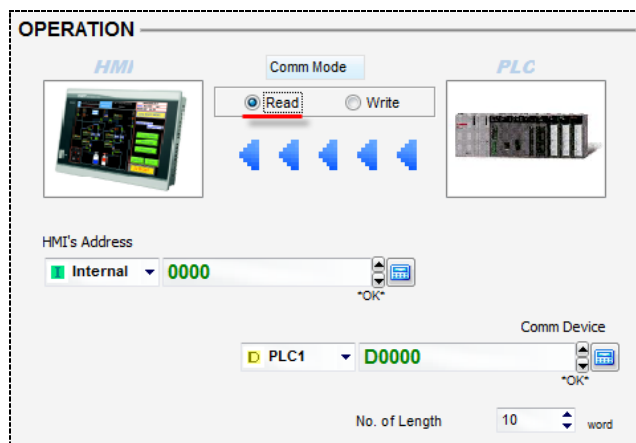 OPERATION
HMI Comm Mode PLC
Read Write
HMI's Address
I Internal 0000
*OK*
Comm Device
D PLC1 D0000
*OK*
No. of Length 10 word